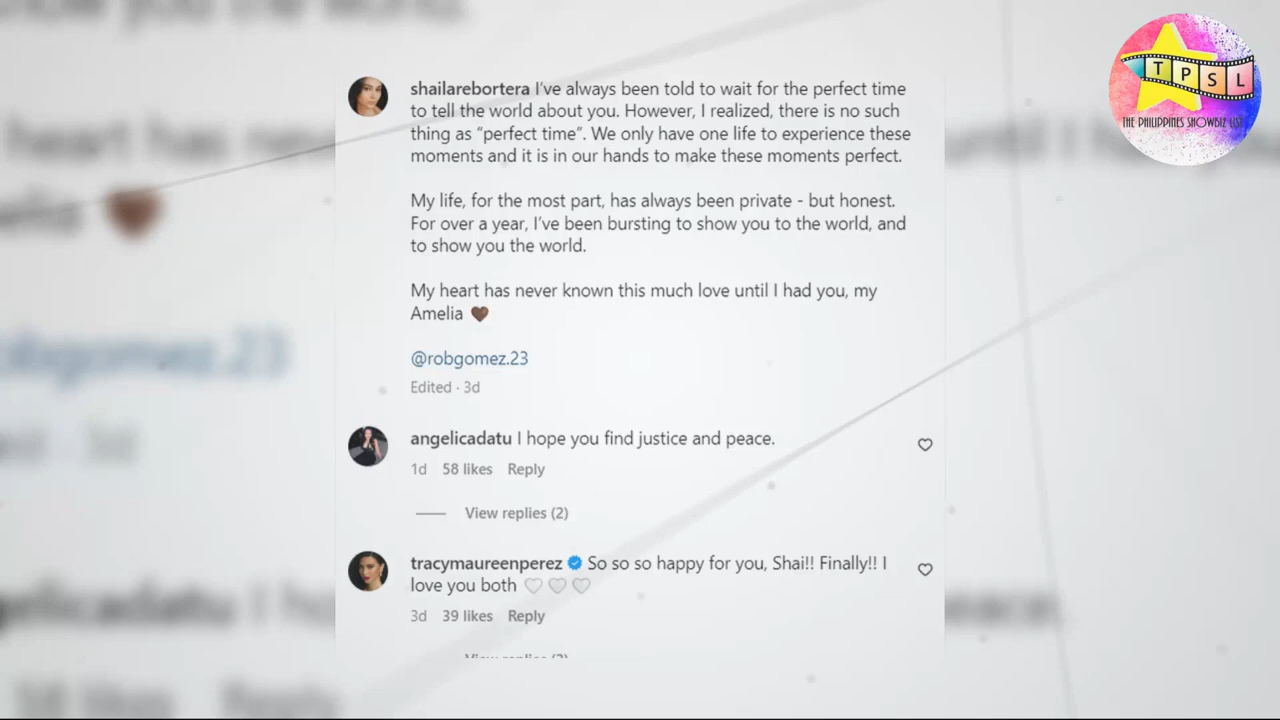 shailarebortera I've always been told to wait for the perfect time
to tell the world about you. However, I realized, there is no such
thing as “perfect time”. We only have one life to experience these
moments and it is in our hands to make these moments perfect.
My life, for the most part, has always been private - but honest.
For over a year, I've been bursting to show you to the world, and
to show you the world.
My heart has never known this much love until I had you, my
Amelia 🤎
@robgomez.23
Edited · 3d
angelicadatu I hope you find justice and peace.
1d 58 likes Reply
View replies (2)
tracymaureenperez So so so happy for you, Shai!! Finally!! I
love you both 🤍🤍🤍
3d 39 likes Reply
View replies (2)
TPSL
THE PHILIPPINES SHOWBIZ LIST